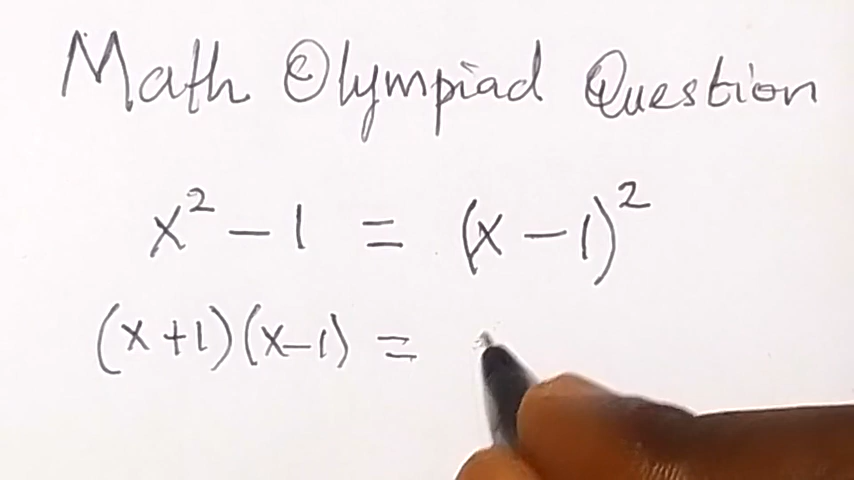 Math Olympiad Question
x² - 1 = (x - 1)²
(x+1)(x-1) =